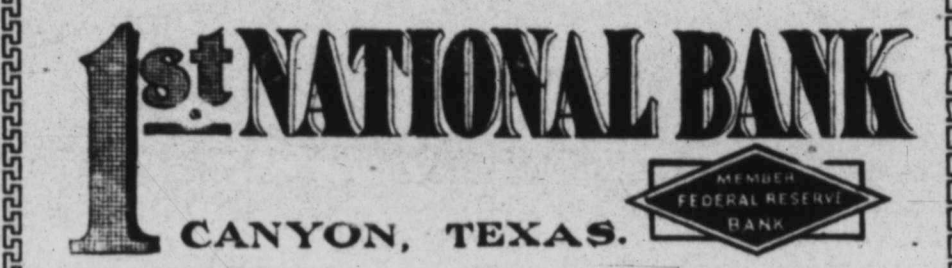 1st NATIONAL BANK
CANYON, TEXAS.
MEMBER
FEDERAL RESERVE
BANK